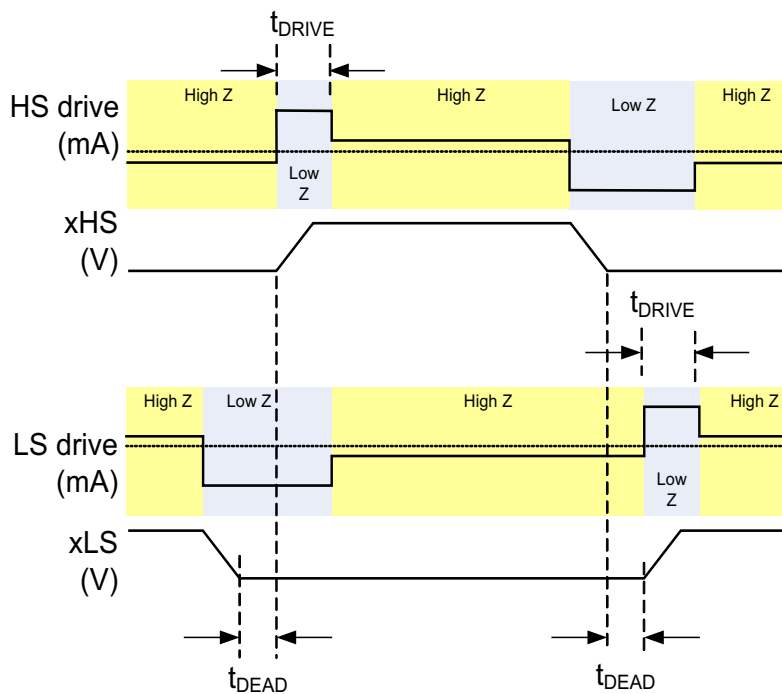 tDRIVE
High Z
High Z
Low Z
High Z
HS drive
(mA)
Low
Z
xHS
(V)
tDRIVE
High Z
Low Z
High Z
High Z
LS drive
(mA)
Low
Z
xLS
(V)
tDEAD
tDEAD